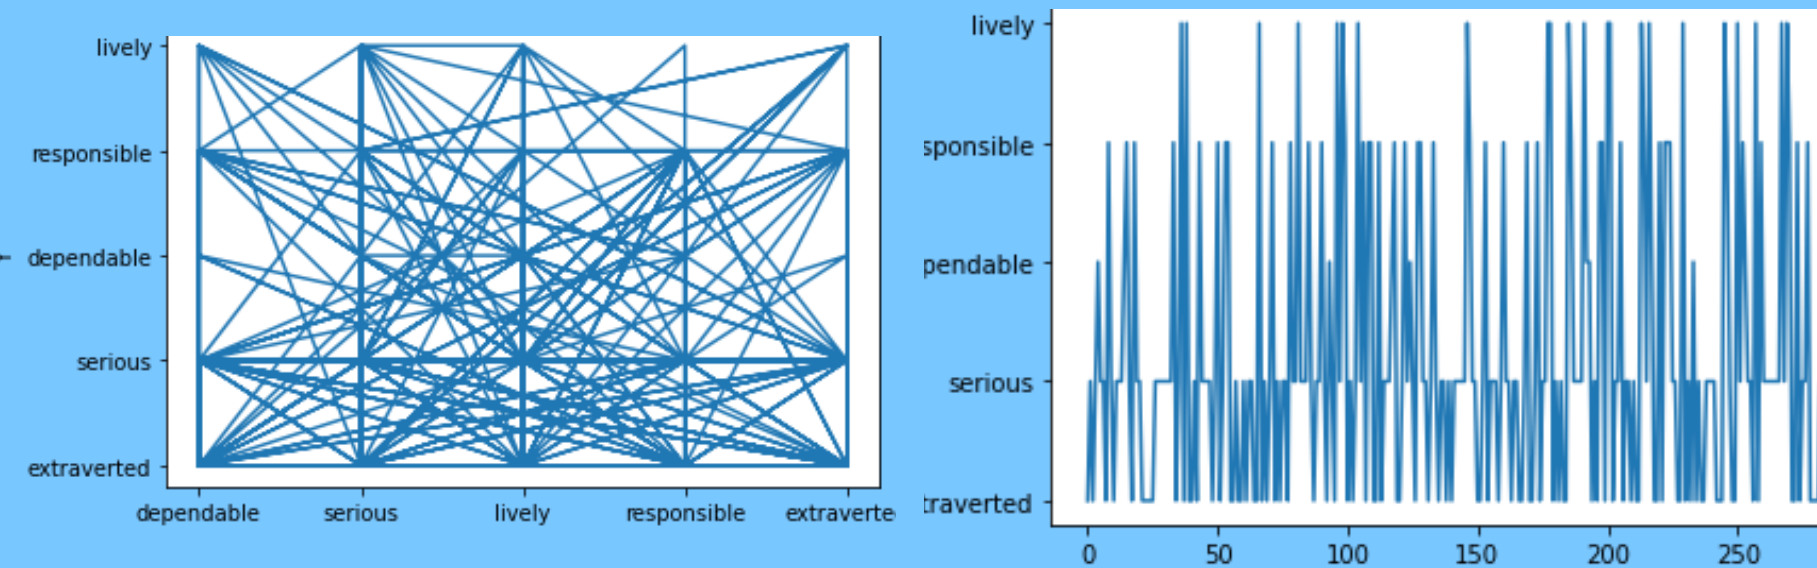 lively
responsible
dependable
serious
extraverted
dependable serious lively responsible extraverte
lively
sponsible
pendable
serious
traverted
0 50 100 150 200 250